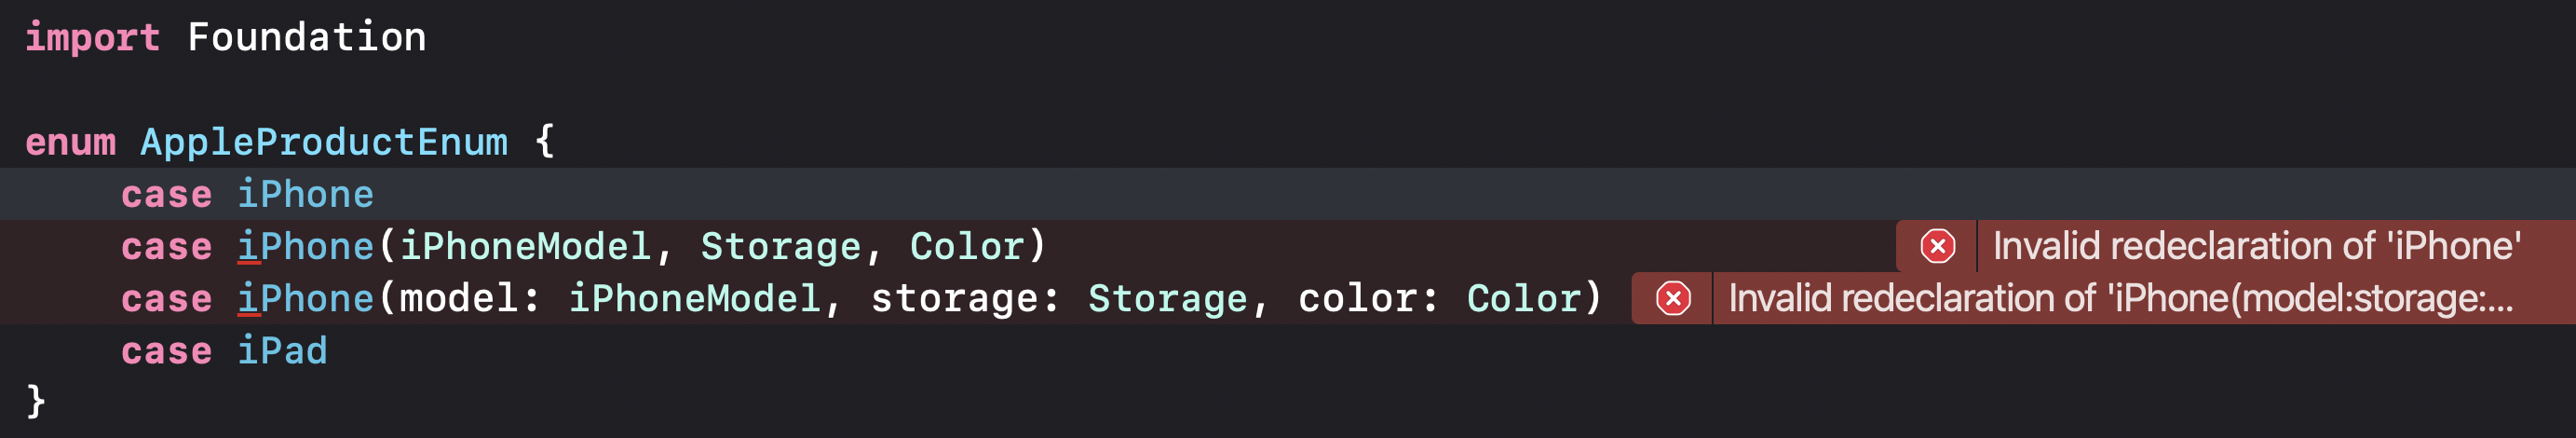 import Foundation
enum AppleProductEnum {
case iPhone
case iPhone(iPhoneModel, Storage, Color) Invalid redeclaration of 'iPhone'
case iPhone(model: iPhoneModel, storage: Storage, color: Color) Invalid redeclaration of 'iPhone(model:storage:...
case iPad
}